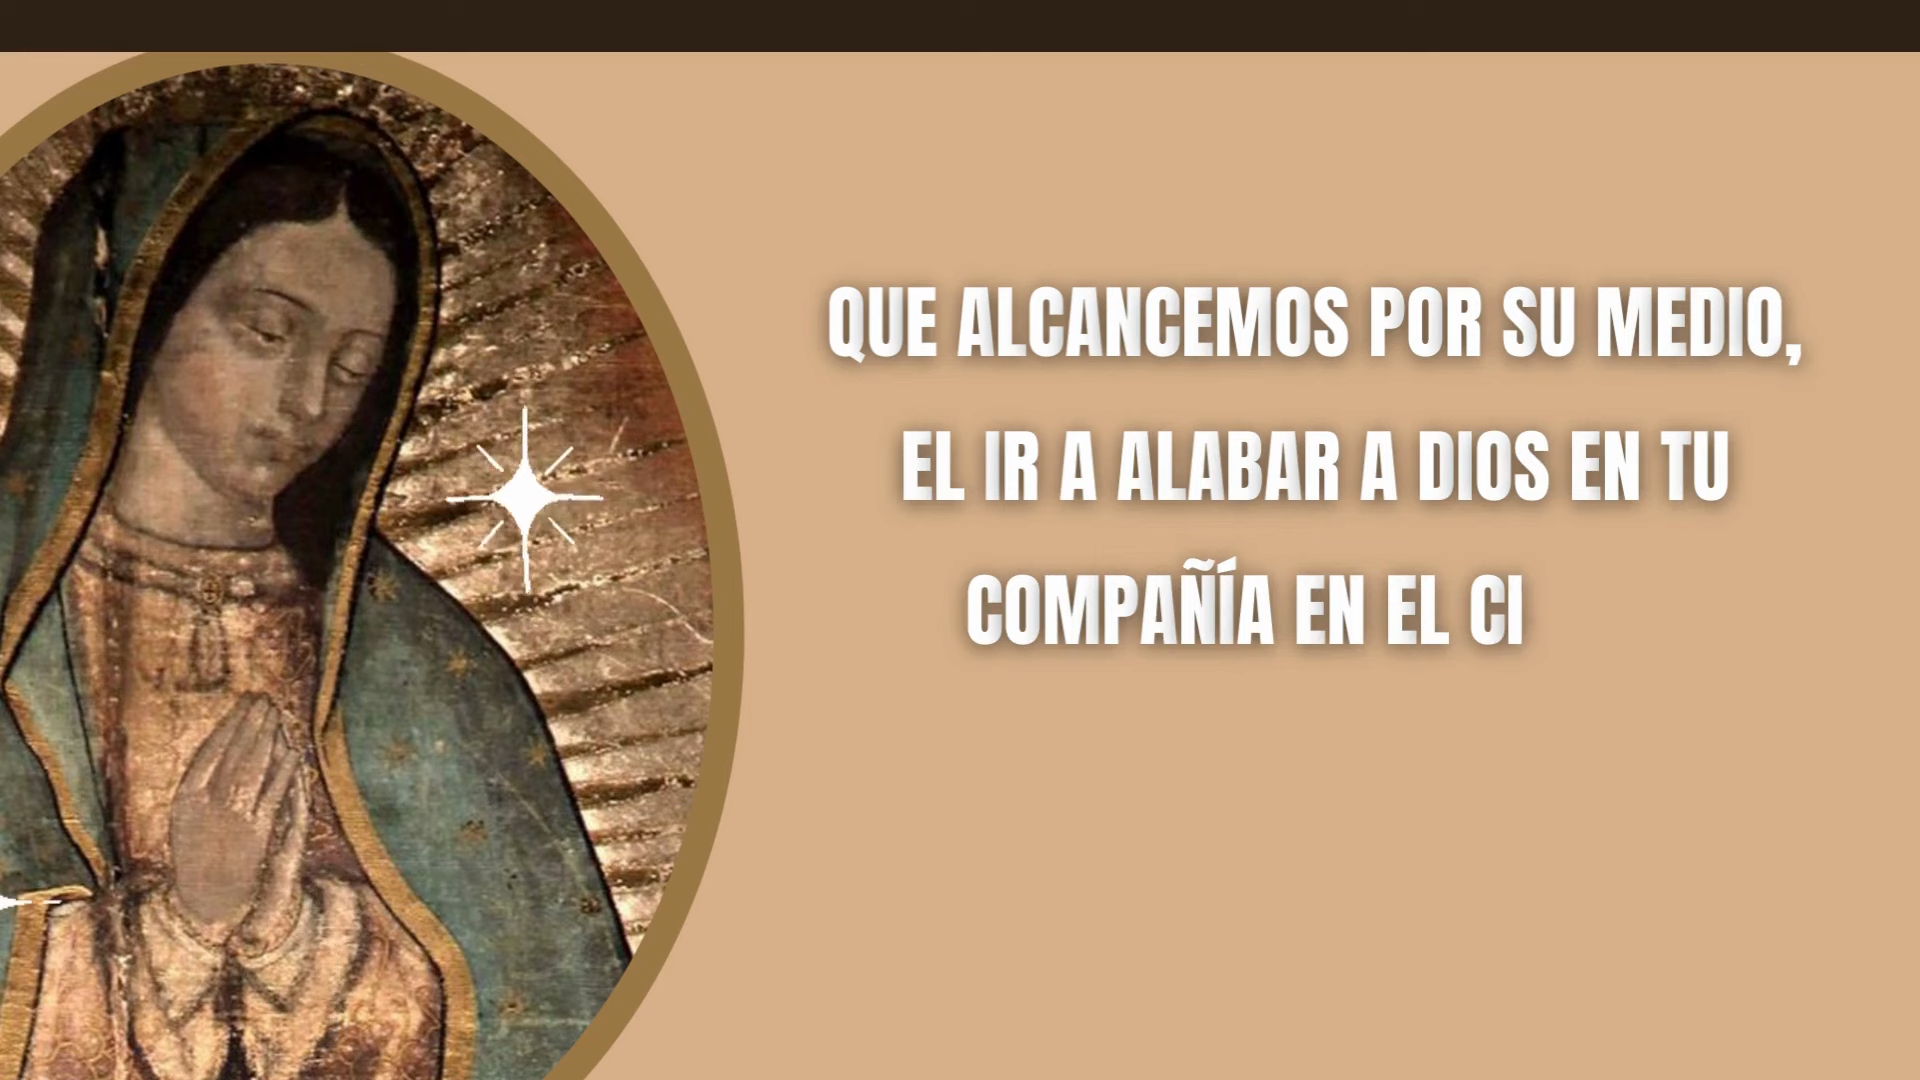 QUE ALCANCEMOS POR SU MEDIO,
EL IR A ALABAR A DIOS EN TU
COMPAÑÍA EN EL CI